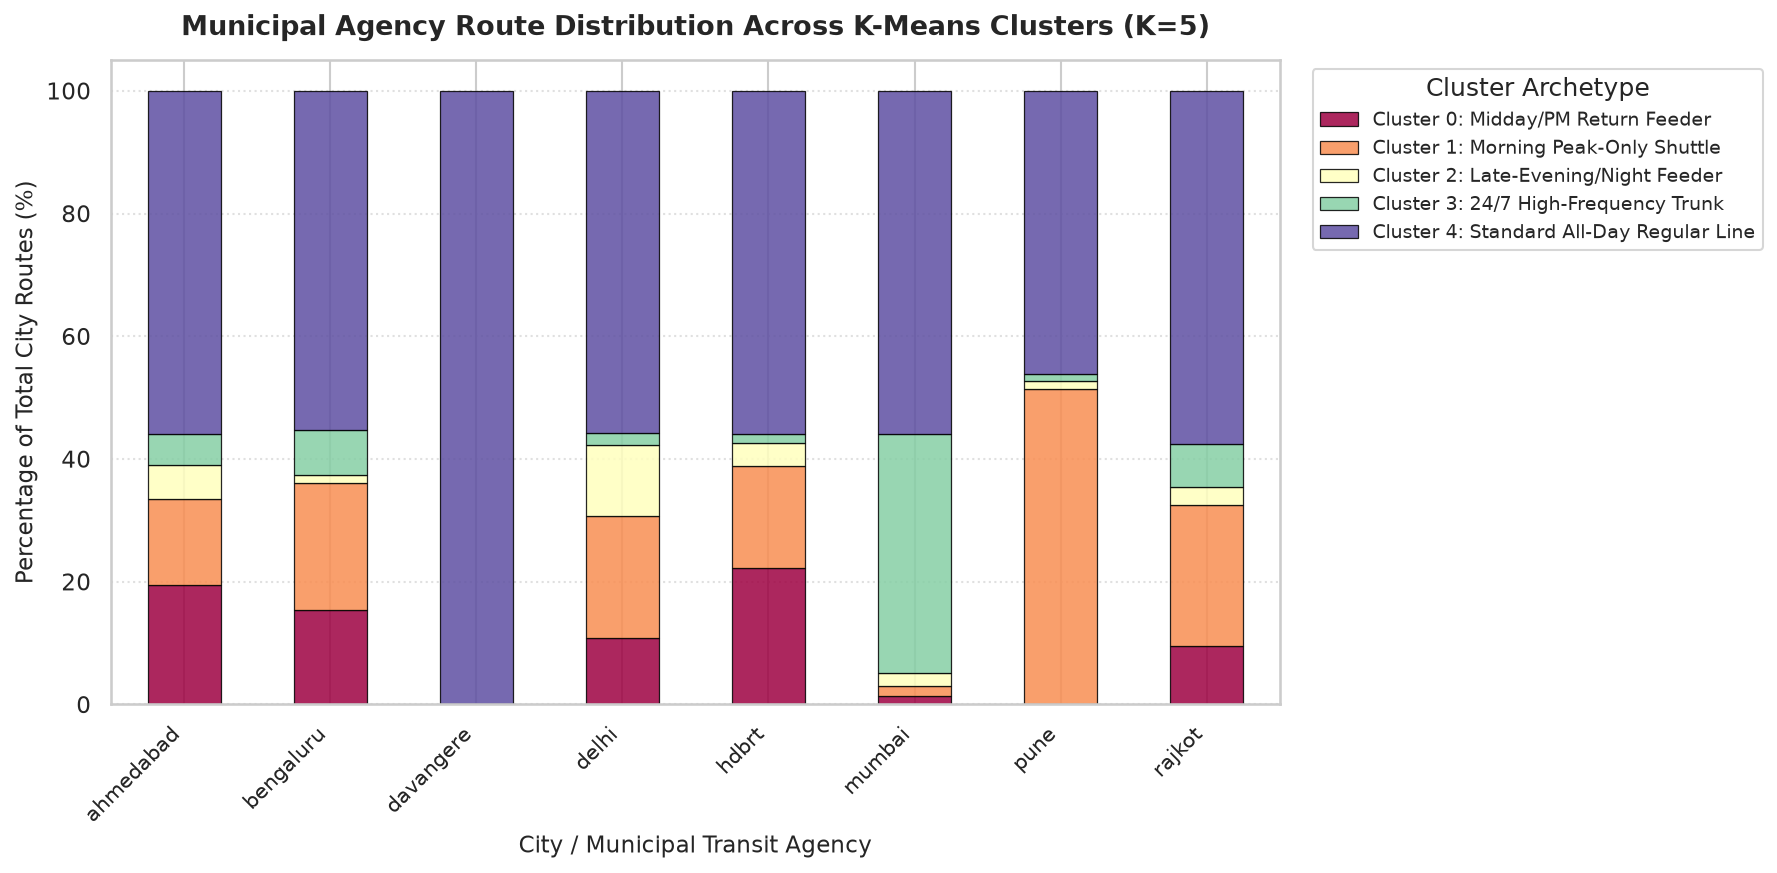 Municipal Agency Route Distribution Across K-Means Clusters (K=5)
Percentage of Total City Routes (%)
100
80
60
40
20
0
ahmedabad
bengaluru
davangere
delhi
hdbrt
mumbai
pune
rajkot
City / Municipal Transit Agency
Cluster Archetype
Cluster 0: Midday/PM Return Feeder
Cluster 1: Morning Peak-Only Shuttle
Cluster 2: Late-Evening/Night Feeder
Cluster 3: 24/7 High-Frequency Trunk
Cluster 4: Standard All-Day Regular Line